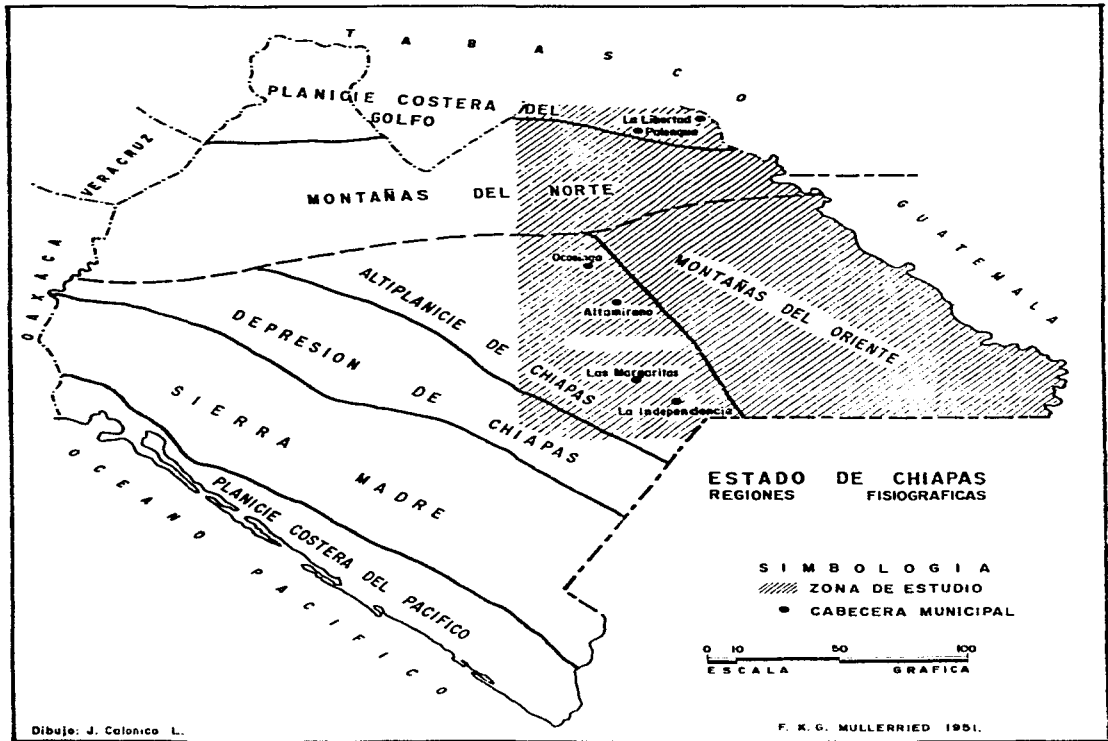 TABASCO
PLANICIE COSTERA DEL
GOLFO
La Libertad
Palenque
VERACRUZ
MONTAÑAS DEL NORTE
GUATEMALA
OAXACA
Ocosingo
MONTAÑAS DEL ORIENTE
ALTIPLANICIE DE CHIAPAS
Altamirano
DEPRESION DE CHIAPAS
Las Margaritas
La Independencia
SIERRA MADRE
ESTADO DE CHIAPAS
REGIONES FISIOGRAFICAS
PLANICIE COSTERA DEL PACIFICO
OCEANO PACIFICO
SIMBOLOGIA
ZONA DE ESTUDIO
CABECERA MUNICIPAL
0 10 50 100
ESCALA GRAFICA
Dibujo: J. Calonico L.
F. K. G. MULLERRIED 1951.